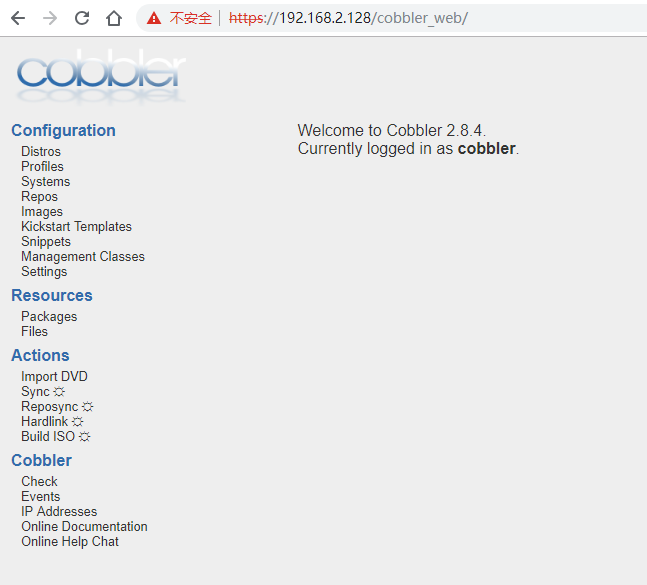 不安全 https://192.168.2.128/cobbler_web/
cobbler
Configuration
Distros
Profiles
Systems
Repos
Images
Kickstart Templates
Snippets
Management Classes
Settings
Resources
Packages
Files
Actions
Import DVD
Sync
Reposync
Hardlink
Build ISO
Cobbler
Check
Events
IP Addresses
Online Documentation
Online Help Chat
Welcome to Cobbler 2.8.4.
Currently logged in as cobbler.